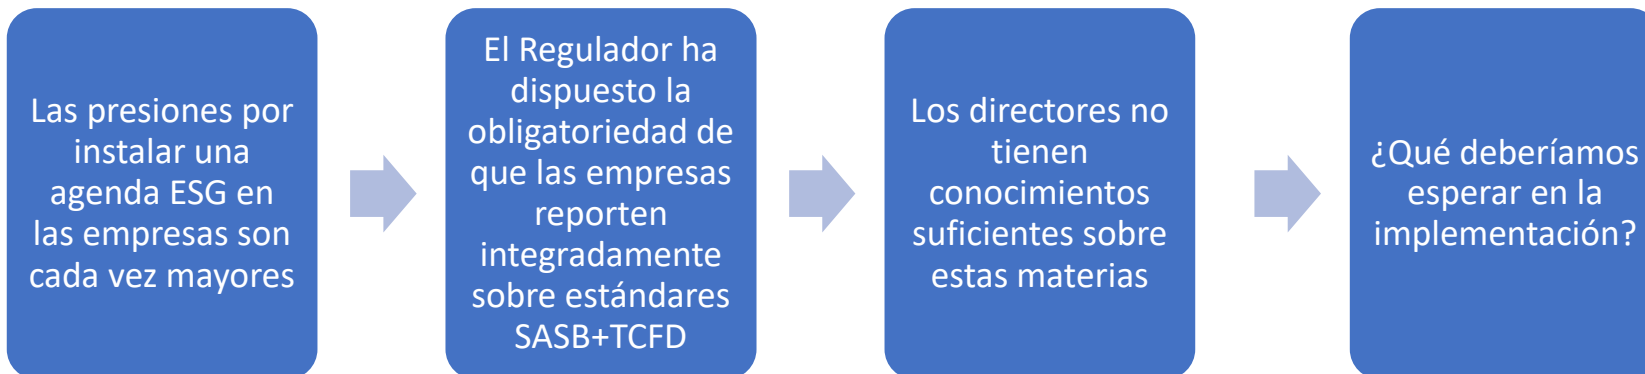 Las presiones por
instalar una
agenda ESG en
las empresas son
cada vez mayores
El Regulador ha
dispuesto la
obligatoriedad de
que las empresas
reporten
integradamente
sobre estándares
SASB+TCFD
Los directores no
tienen
conocimientos
suficientes sobre
estas materias
¿Qué deberíamos
esperar en la
implementación?